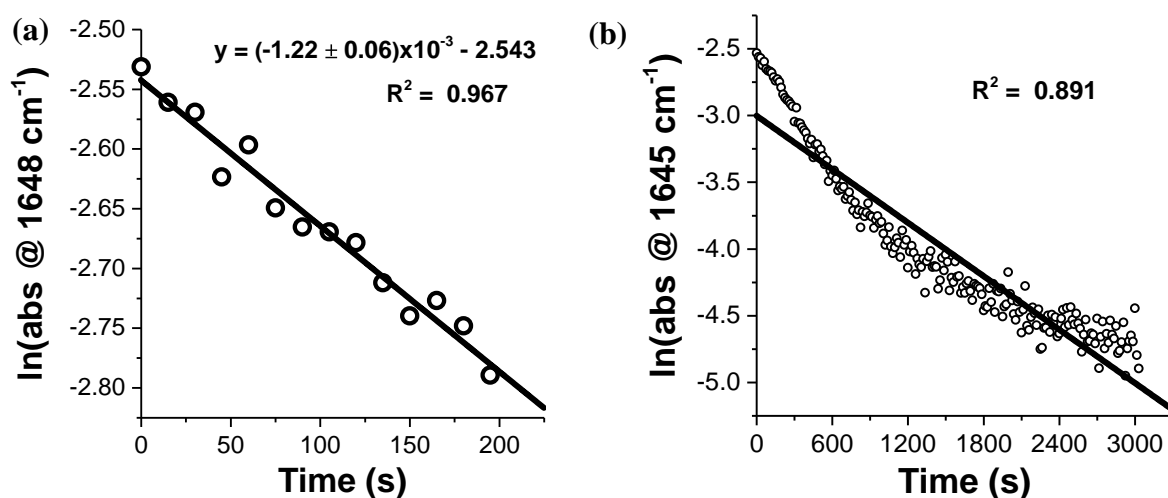 (a)
y = (-1.22 ± 0.06)x10⁻³ - 2.543
R² = 0.967
ln(abs @ 1648 cm⁻¹)
-2.50
-2.55
-2.60
-2.65
-2.70
-2.75
-2.80
0 50 100 150 200
Time (s)
(b)
R² = 0.891
ln(abs @ 1645 cm⁻¹)
-2.5
-3.0
-3.5
-4.0
-4.5
-5.0
0 600 1200 1800 2400 3000
Time (s)